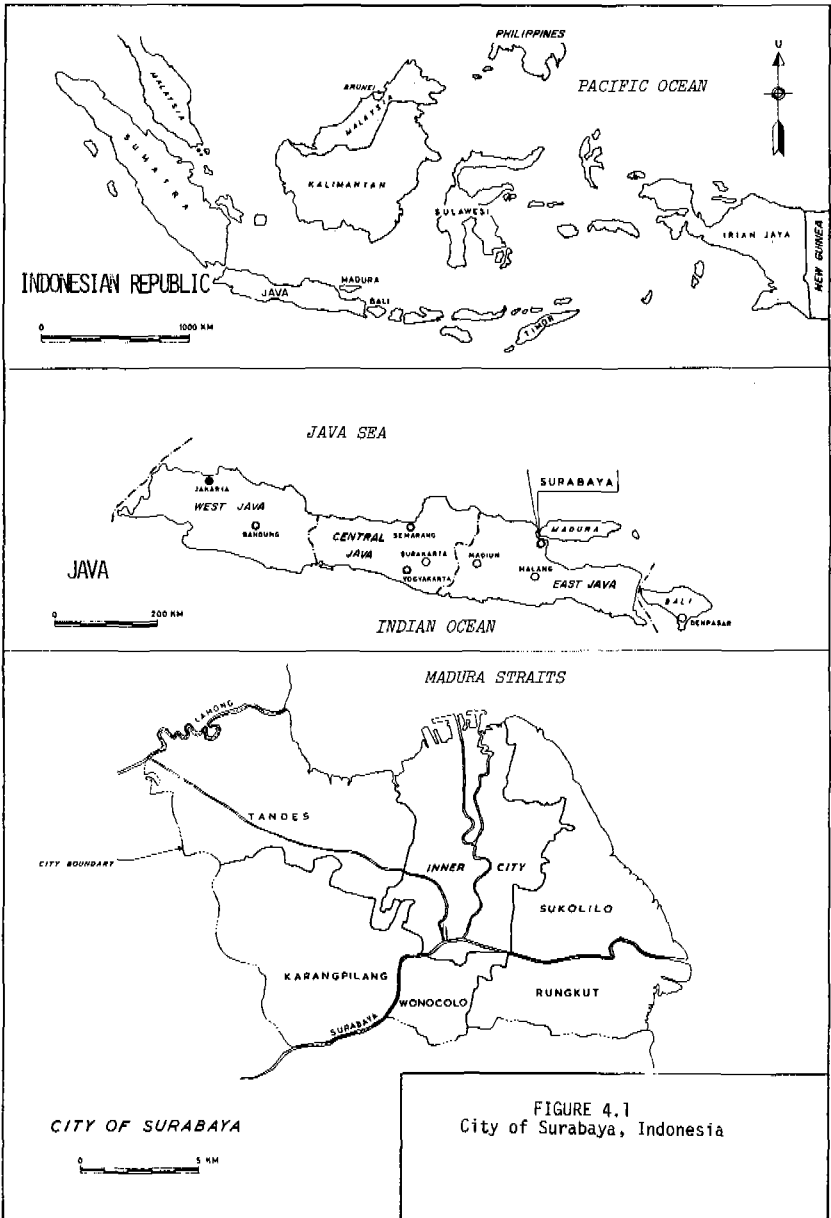 PHILIPPINES
U
MALAYSIA
BRUNEI
PACIFIC OCEAN
MALAYSIA
SUMATRA
KALIMANTAN
SULAWESI
IRIAN JAYA
NEW GUINEA
INDONESIAN REPUBLIC
MADURA
JAVA
BALI
TIMOR
0 1000 KM
JAVA SEA
SURABAYA
JAKARTA
WEST JAVA
BANDUNG
CENTRAL
JAVA
SEMARANG
SURAKARTA
YOGYAKARTA
MADIUN
MADURA
MALANG
EAST JAVA
JAVA
BALI
DENPASAR
0 200 KM
INDIAN OCEAN
MADURA STRAITS
LAMONG
TANDES
CITY BOUNDARY
INNER CITY
SUKOLILO
KARANGPILANG
WONOCOLO
RUNGKUT
SURABAYA
CITY OF SURABAYA
0 5 KM
FIGURE 4.1
City of Surabaya, Indonesia